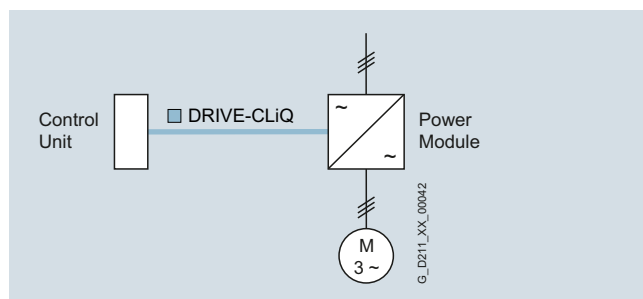 Control
Unit
DRIVE-CLiQ
~
~
Power
Module
M
3 ~
G_D211_XX_00042